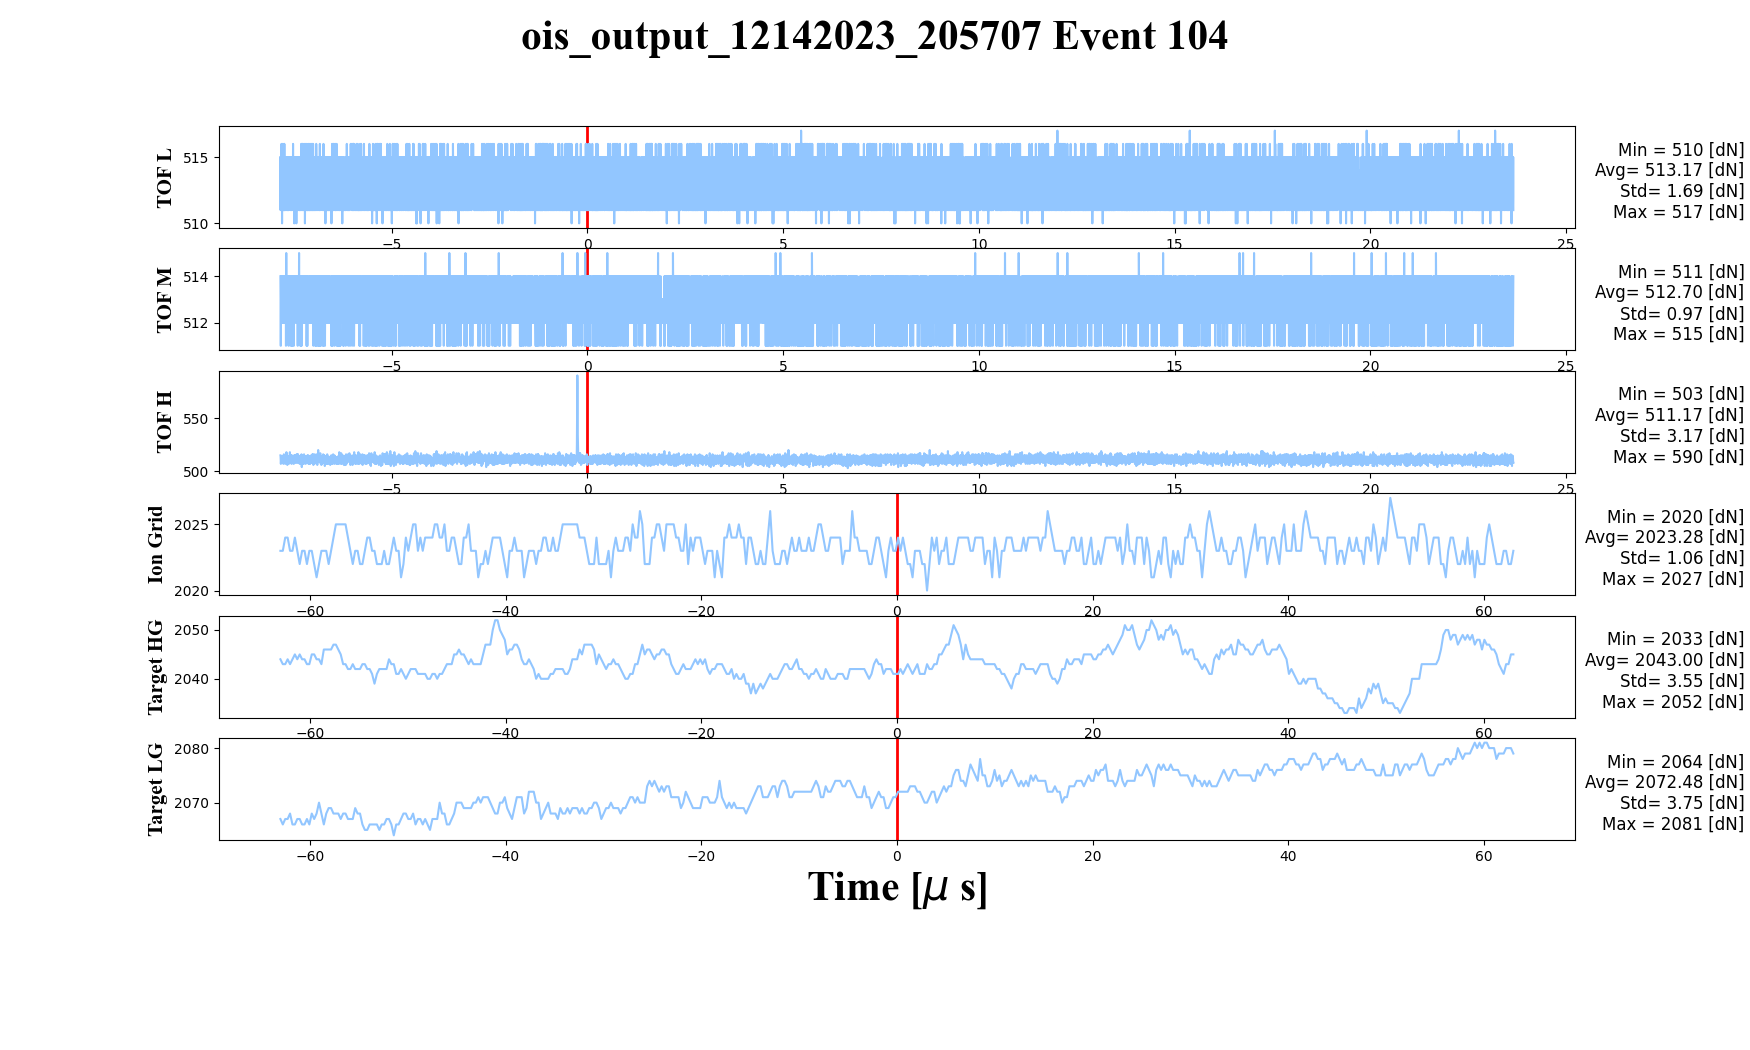 ois_output_12142023_205707 Event 104
TOF L
515
510
−5
0
5
10
15
20
25
Min = 510 [dN]
Avg= 513.17 [dN]
Std= 1.69 [dN]
Max = 517 [dN]
TOF M
514
512
−5
0
5
10
15
20
25
Min = 511 [dN]
Avg= 512.70 [dN]
Std= 0.97 [dN]
Max = 515 [dN]
TOF H
550
500
−5
0
5
10
15
20
25
Min = 503 [dN]
Avg= 511.17 [dN]
Std= 3.17 [dN]
Max = 590 [dN]
Ion Grid
2025
2020
−60
−40
−20
0
20
40
60
Min = 2020 [dN]
Avg= 2023.28 [dN]
Std= 1.06 [dN]
Max = 2027 [dN]
Target HG
2050
2040
−60
−40
−20
0
20
40
60
Min = 2033 [dN]
Avg= 2043.00 [dN]
Std= 3.55 [dN]
Max = 2052 [dN]
Target LG
2080
2070
−60
−40
−20
0
20
40
60
Min = 2064 [dN]
Avg= 2072.48 [dN]
Std= 3.75 [dN]
Max = 2081 [dN]
Time [μ s]